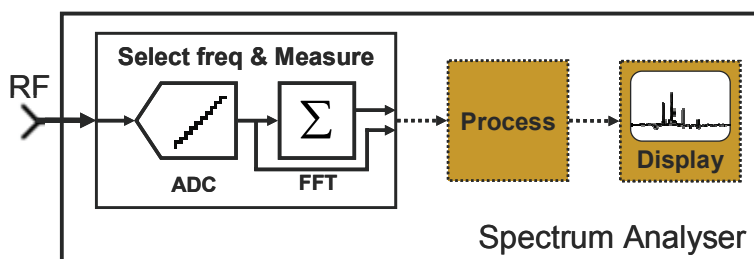 Select freq & Measure
RF
Σ
ADC
FFT
Process
Display
Spectrum Analyser